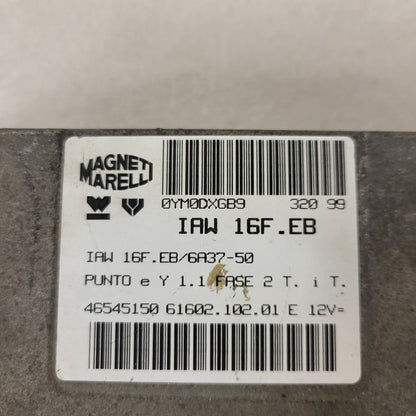 MAGNETI
MARELLI
0YM0DXGB9 320 99
IAW 16F.EB
IAW 16F.EB/6A37-50
PUNTO e Y 1.1 FASE 2 T. i T.
46545150 61602.102.01 E 12V=